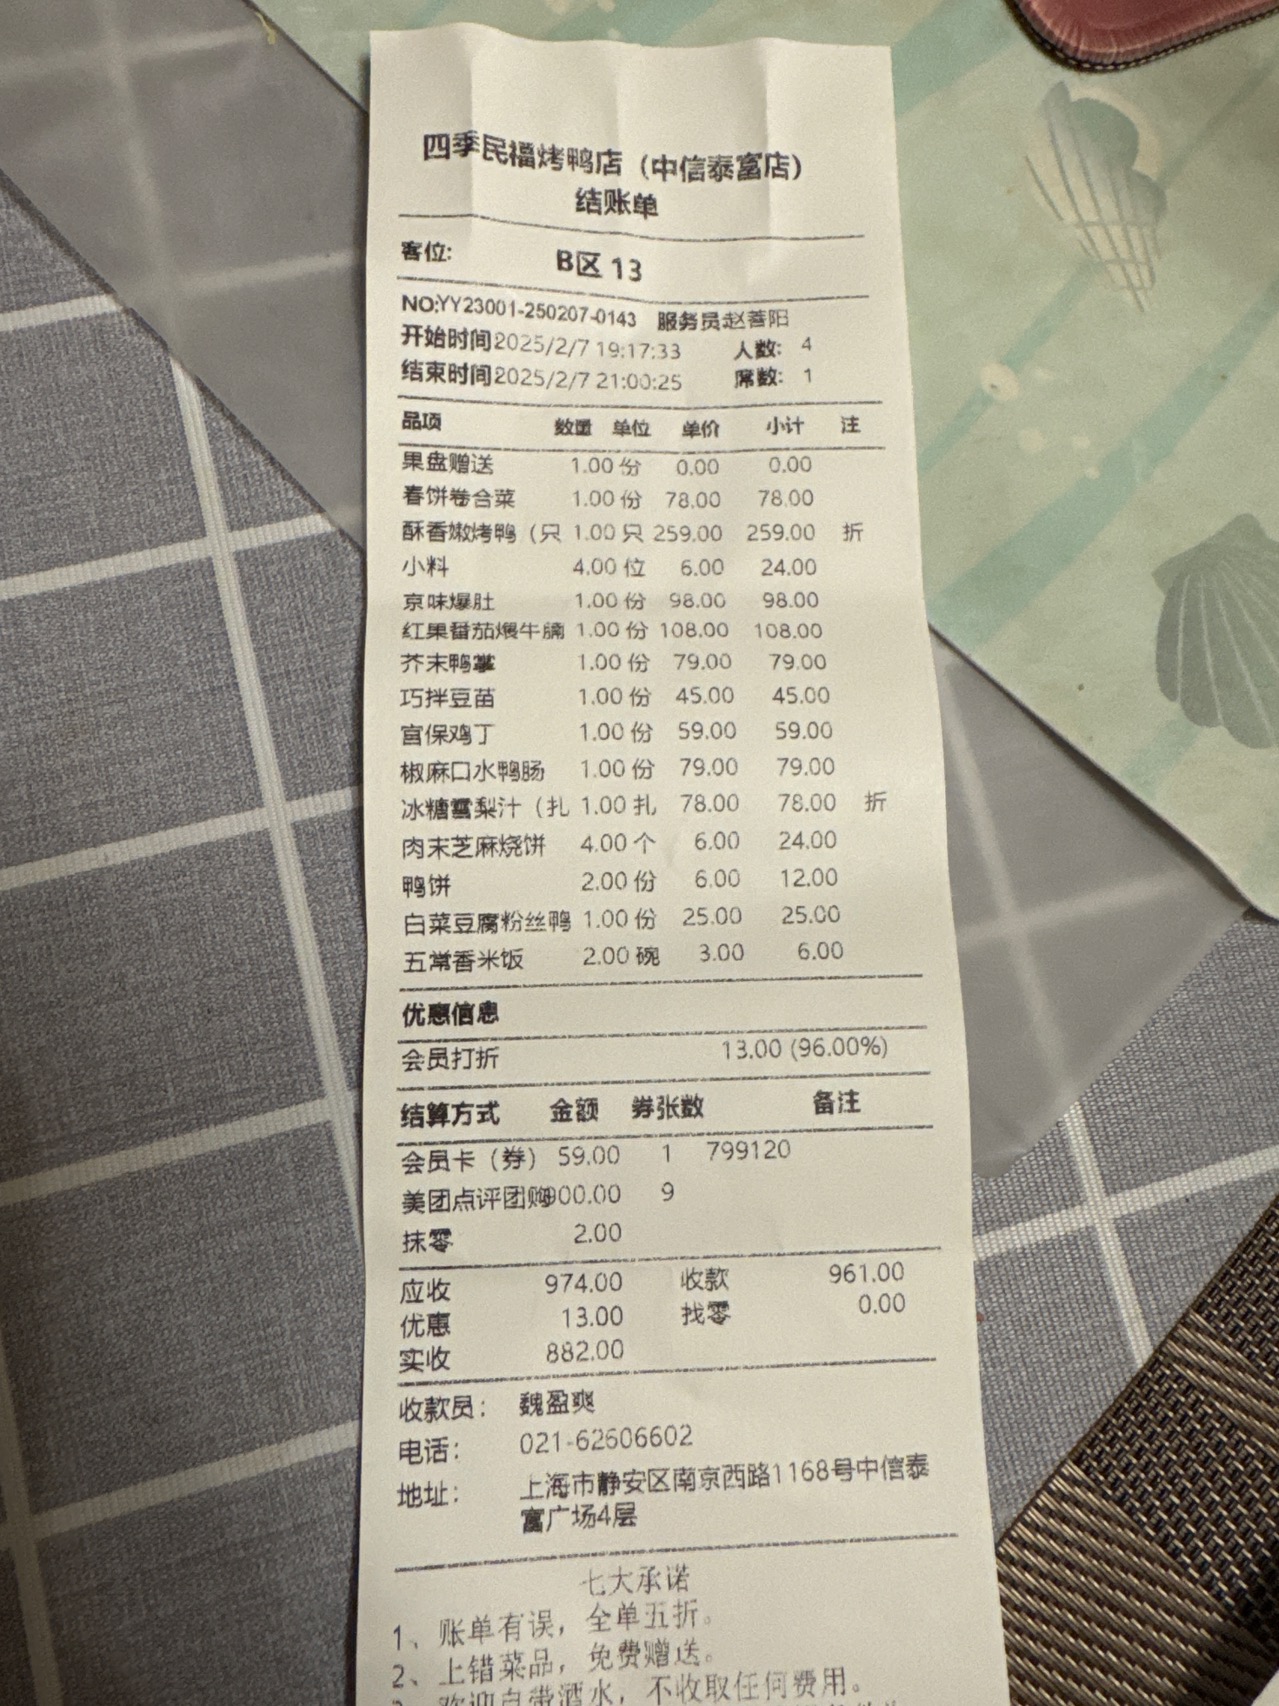 四季民福烤鸭店（中信泰富店）
结账单
客位: B区 13
NO:YY23001-250207-0143 服务员:赵善阳
开始时间2025/2/7 19:17:33 人数: 4
结束时间2025/2/7 21:00:25 席数: 1
品项 数量 单位 单价 小计 注
果盘赠送 1.00 份 0.00 0.00
春饼卷合菜 1.00 份 78.00 78.00
酥香嫩烤鸭（只 1.00 只 259.00 259.00 折
小料 4.00 位 6.00 24.00
京味爆肚 1.00 份 98.00 98.00
红果番茄煨牛腩 1.00 份 108.00 108.00
芥末鸭掌 1.00 份 79.00 79.00
巧拌豆苗 1.00 份 45.00 45.00
宫保鸡丁 1.00 份 59.00 59.00
椒麻口水鸭肠 1.00 份 79.00 79.00
冰糖雪梨汁（扎 1.00 扎 78.00 78.00 折
肉末芝麻烧饼 4.00 个 6.00 24.00
鸭饼 2.00 份 6.00 12.00
白菜豆腐粉丝鸭 1.00 份 25.00 25.00
五常香米饭 2.00 碗 3.00 6.00
优惠信息
会员打折 13.00 (96.00%)
结算方式 金额 券张数 备注
会员卡（券） 59.00 1 799120
美团点评团购900.00 9
抹零 2.00
应收 974.00 收款 961.00
优惠 13.00 找零 0.00
实收 882.00
收款员: 魏盈爽
电话: 021-62606602
地址: 上海市静安区南京西路1168号中信泰
富广场4层
七大承诺
1、账单有误，全单五折。
2、上错菜品，免费赠送。
欢迎自带酒水，不收取任何费用。